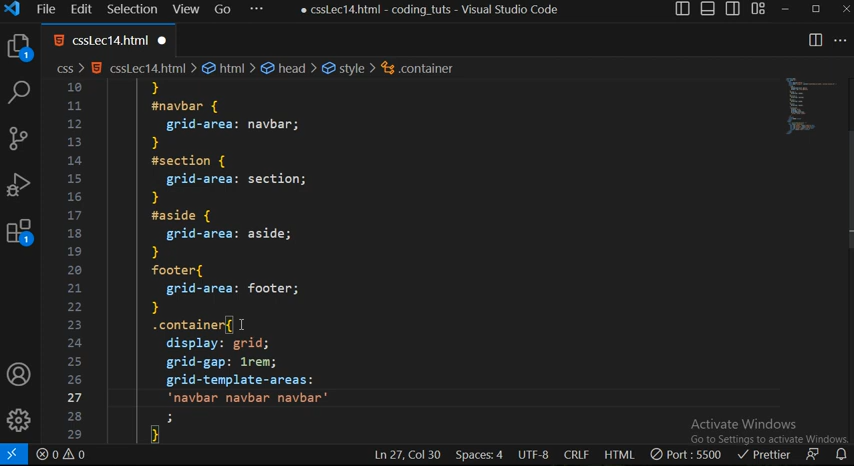 File Edit Selection View Go ··· ● cssLec14.html - coding_tuts - Visual Studio Code
cssLec14.html ●
css > cssLec14.html > html > head > style > .container
10 }
11 #navbar {
12 grid-area: navbar;
13 }
14 #section {
15 grid-area: section;
16 }
17 #aside {
18 grid-area: aside;
19 }
20 footer{
21 grid-area: footer;
22 }
23 .container{
24 display: grid;
25 grid-gap: 1rem;
26 grid-template-areas:
27 'navbar navbar navbar'
28 ;
29 }
1
1
Activate Windows
Go to Settings to activate Windows.
0 0 Ln 27, Col 30 Spaces: 4 UTF-8 CRLF HTML Port : 5500 Prettier